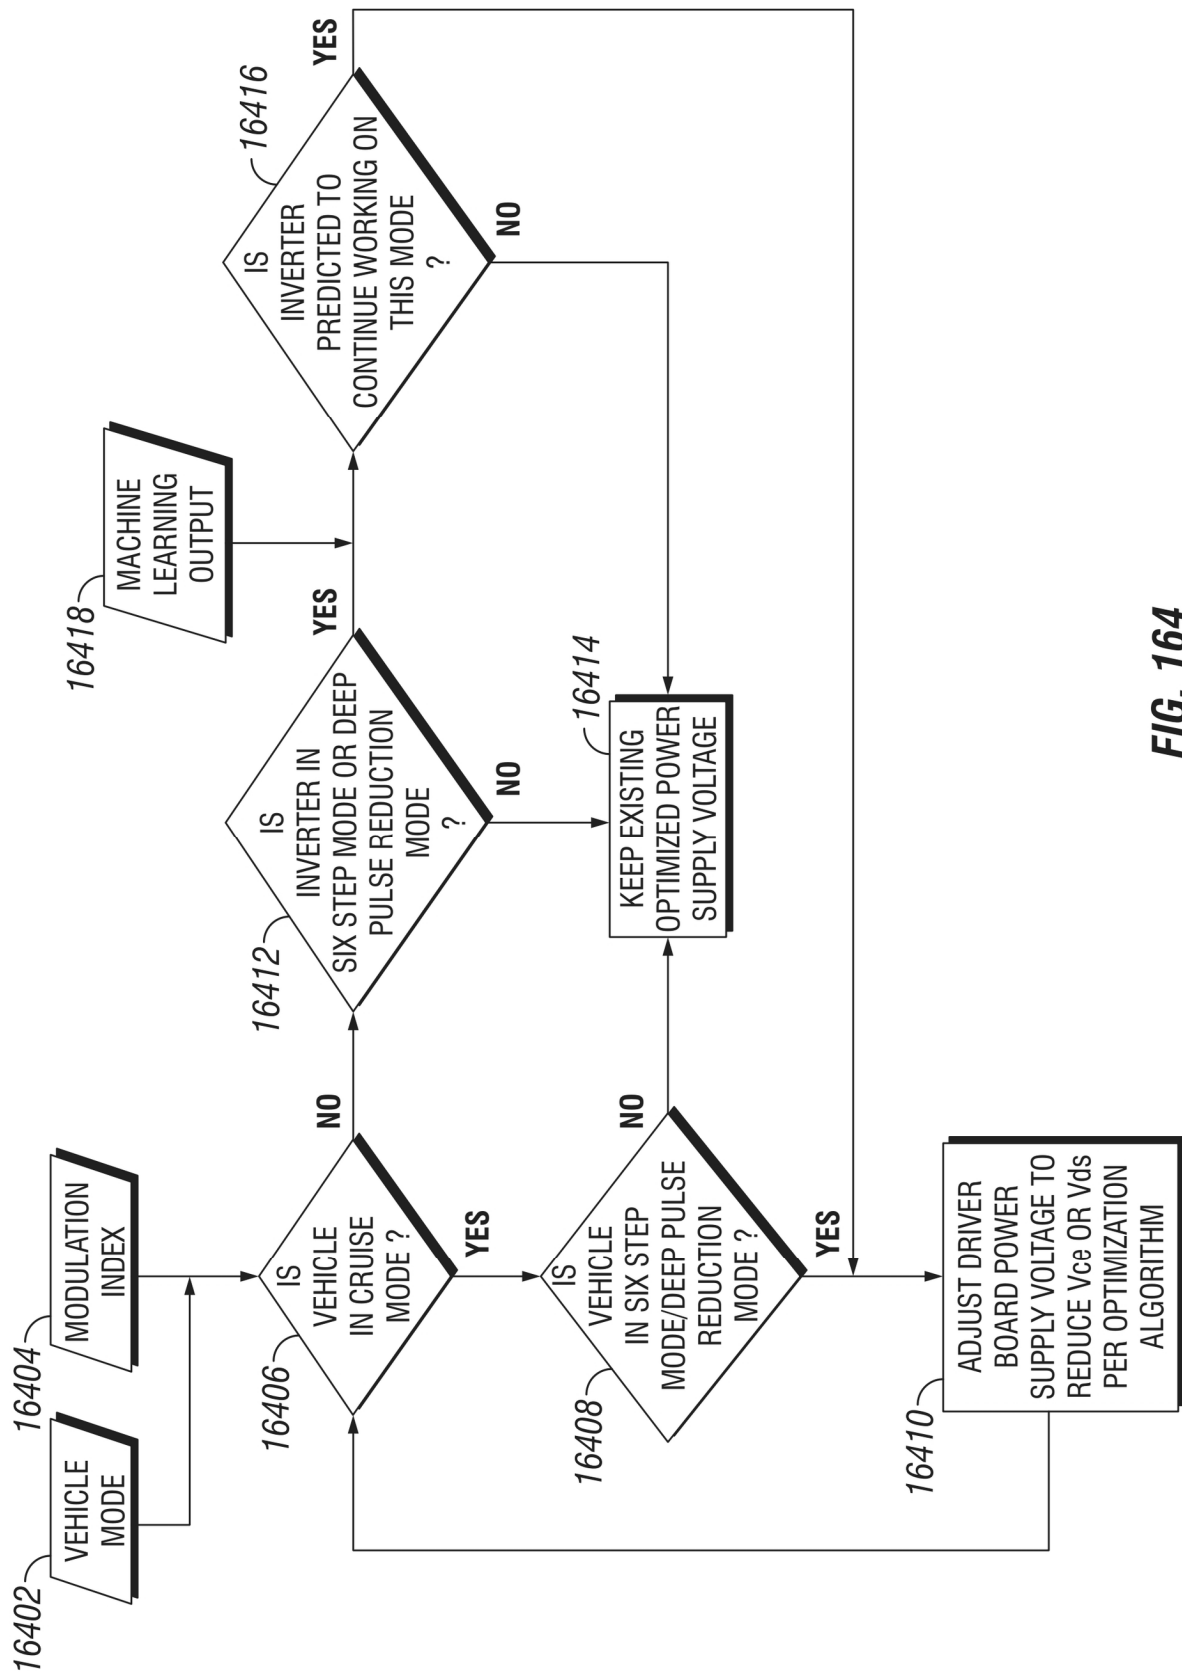 16402
VEHICLE
MODE
16404
MODULATION
INDEX
16406
IS
VEHICLE
IN CRUISE
MODE ?
NO
YES
16412
IS
INVERTER IN
SIX STEP MODE OR DEEP
PULSE REDUCTION
MODE
?
YES
NO
16418
MACHINE
LEARNING
OUTPUT
16416
IS
INVERTER
PREDICTED TO
CONTINUE WORKING ON
THIS MODE
?
YES
NO
16408
IS
VEHICLE
IN SIX STEP
MODE/DEEP PULSE
REDUCTION
MODE ?
NO
YES
16414
KEEP EXISTING
OPTIMIZED POWER
SUPPLY VOLTAGE
16410
ADJUST DRIVER
BOARD POWER
SUPPLY VOLTAGE TO
REDUCE Vce OR Vds
PER OPTIMIZATION
ALGORITHM
FIG. 164